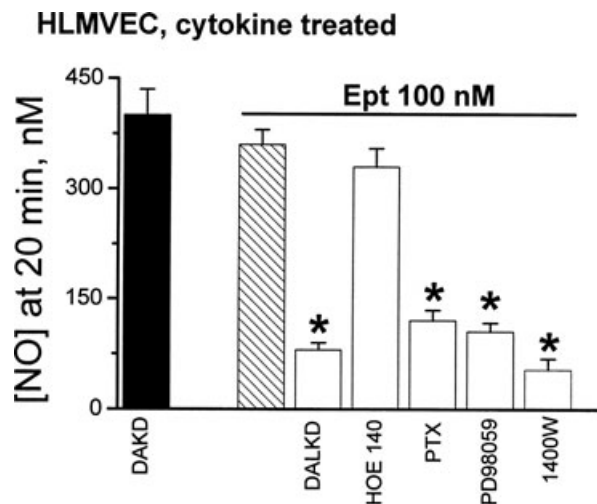 HLMVEC, cytokine treated
Ept 100 nM
[NO] at 20 min, nM
450
300
150
0
*
*
*
*
DAKD
DALKD
HOE 140
PTX
PD98059
1400W